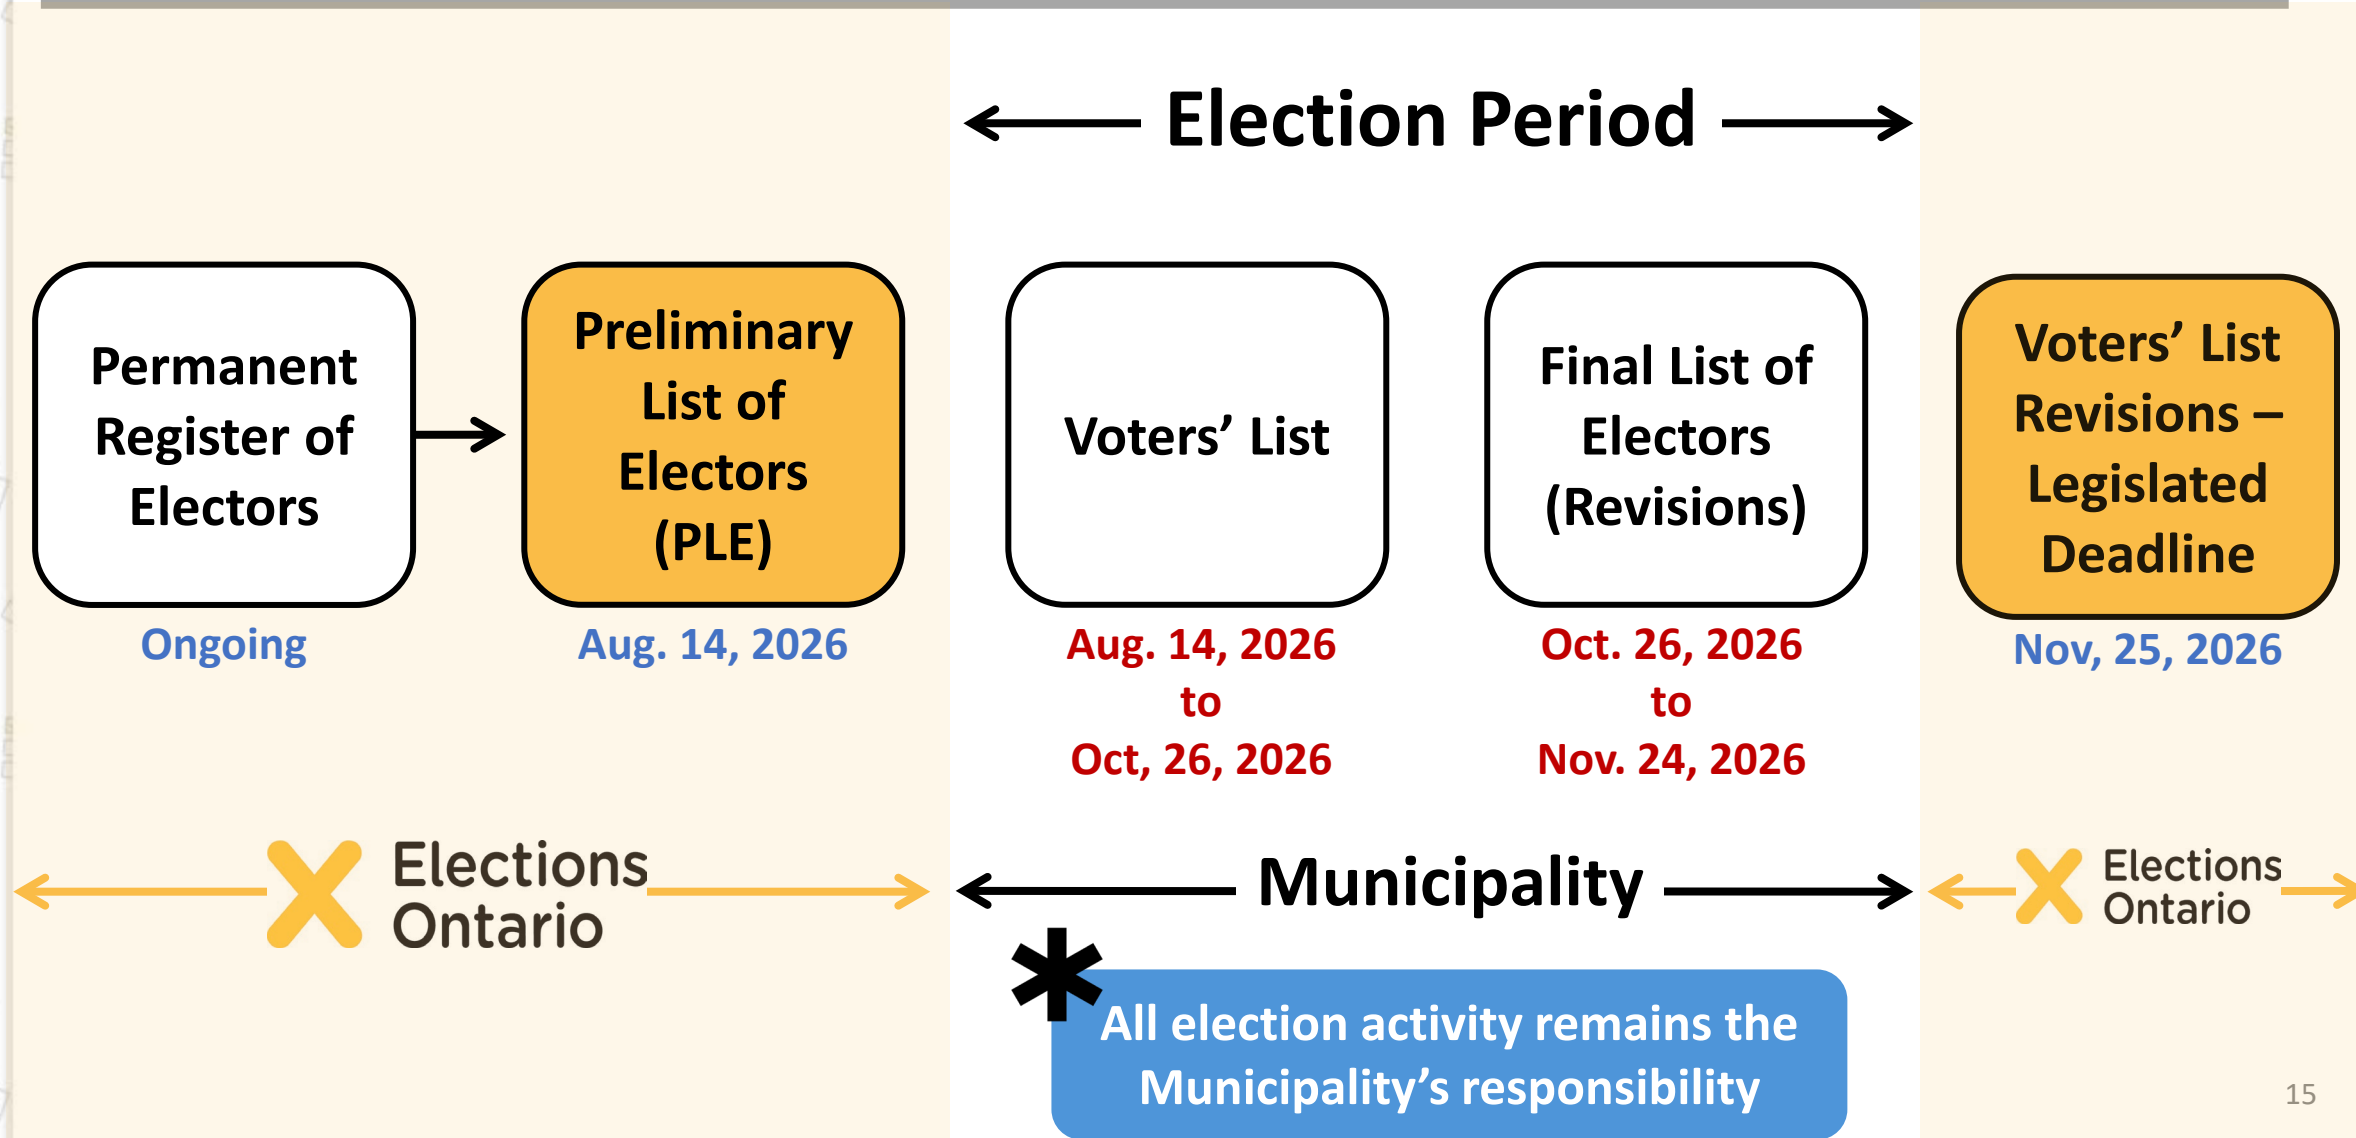 Election Period
Permanent
Register of
Electors
Ongoing
Preliminary
List of
Electors
(PLE)
Aug. 14, 2026
Voters’ List
Aug. 14, 2026
to
Oct, 26, 2026
Final List of
Electors
(Revisions)
Oct. 26, 2026
to
Nov. 24, 2026
Voters’ List
Revisions –
Legislated
Deadline
Nov, 25, 2026
Elections
Ontario
Municipality
Elections
Ontario
*
All election activity remains the
Municipality’s responsibility
15